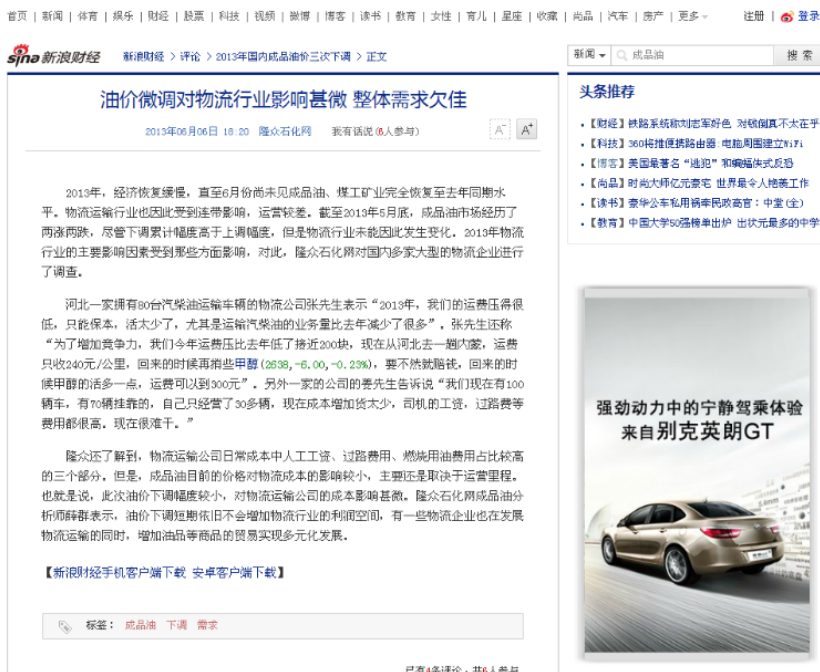 首页 | 新闻 | 体育 | 娱乐 | 财经 | 股票 | 科技 | 视频 | 微博 | 博客 | 读书 | 教育 | 女性 | 育儿 | 星座 | 收藏 | 尚品 | 汽车 | 房产 | 更多 注册 | 登录
sina新浪财经 新浪财经 > 评论 > 2013年国内成品油价三次下调 > 正文
新闻 成品油 搜 索
油价微调对物流行业影响甚微 整体需求欠佳
2013年06月06日 18:20 隆众石化网 我有话说(6人参与) A- A+
2013年，经济恢复缓慢，直至6月份尚未见成品油、煤工矿业完全恢复至去年同期水
平。物流运输行业也因此受到连带影响，运营较差。截至2013年5月底，成品油市场经历了
两涨两跌，尽管下调累计幅度高于上调幅度，但是物流行业未能因此发生变化。2013年物流
行业的主要影响因素受到那些方面影响，对此，隆众石化网对国内多家大型的物流企业进行
了调查。
河北一家拥有80台汽柴油运输车辆的物流公司张先生表示“2013年，我们的运费压得很
低，只能保本，活太少了，尤其是运输汽柴油的业务量比去年减少了很多”。张先生还称
“为了增加竞争力，我们今年运费压比去年低了接近200块，现在从河北去一趟内蒙，运费
只收240元/公里，回来的时候再捎些甲醇(2638,-6.00,-0.23%)，要不然就赔钱，回来的时
候甲醇的活多一点，运费可以到300元”。另外一家的公司的姜先生告诉说“我们现在有100
辆车，有70辆挂靠的，自己只经营了30多辆，现在成本增加货太少，司机的工资，过路费等
费用都很高。现在很难干。”
隆众还了解到，物流运输公司日常成本中人工工资、过路费用、燃烧用油费用占比较高
的三个部分。但是，成品油目前的价格对物流成本的影响较小，主要还是取决于运营里程。
也就是说，此次油价下调幅度较小，对物流运输公司的成本影响甚微。隆众石化网成品油分
析师薛群表示，油价下调短期依旧不会增加物流行业的利润空间，有一些物流企业也在发展
物流运输的同时，增加油品等商品的贸易实现多元化发展。
【新浪财经手机客户端下载 安卓客户端下载】
标签： 成品油 下调 需求
已有4条评论，共6人参与
头条推荐
【财经】铁路系统称刘志军好色 对敬倒真不太在乎
【科技】360将推便携路由器:电脑周围建立WiFi
【博客】美国最著名“逃犯”和蝙蝠侠式反恐
【尚品】时尚大师亿元豪宅 世界最令人艳羡工作
【读书】豪华公车私用祸牵民政高官：中堂(全)
【教育】中国大学50强榜单出炉 出状元最多的中学
强劲动力中的宁静驾乘体验
来自别克英朗GT